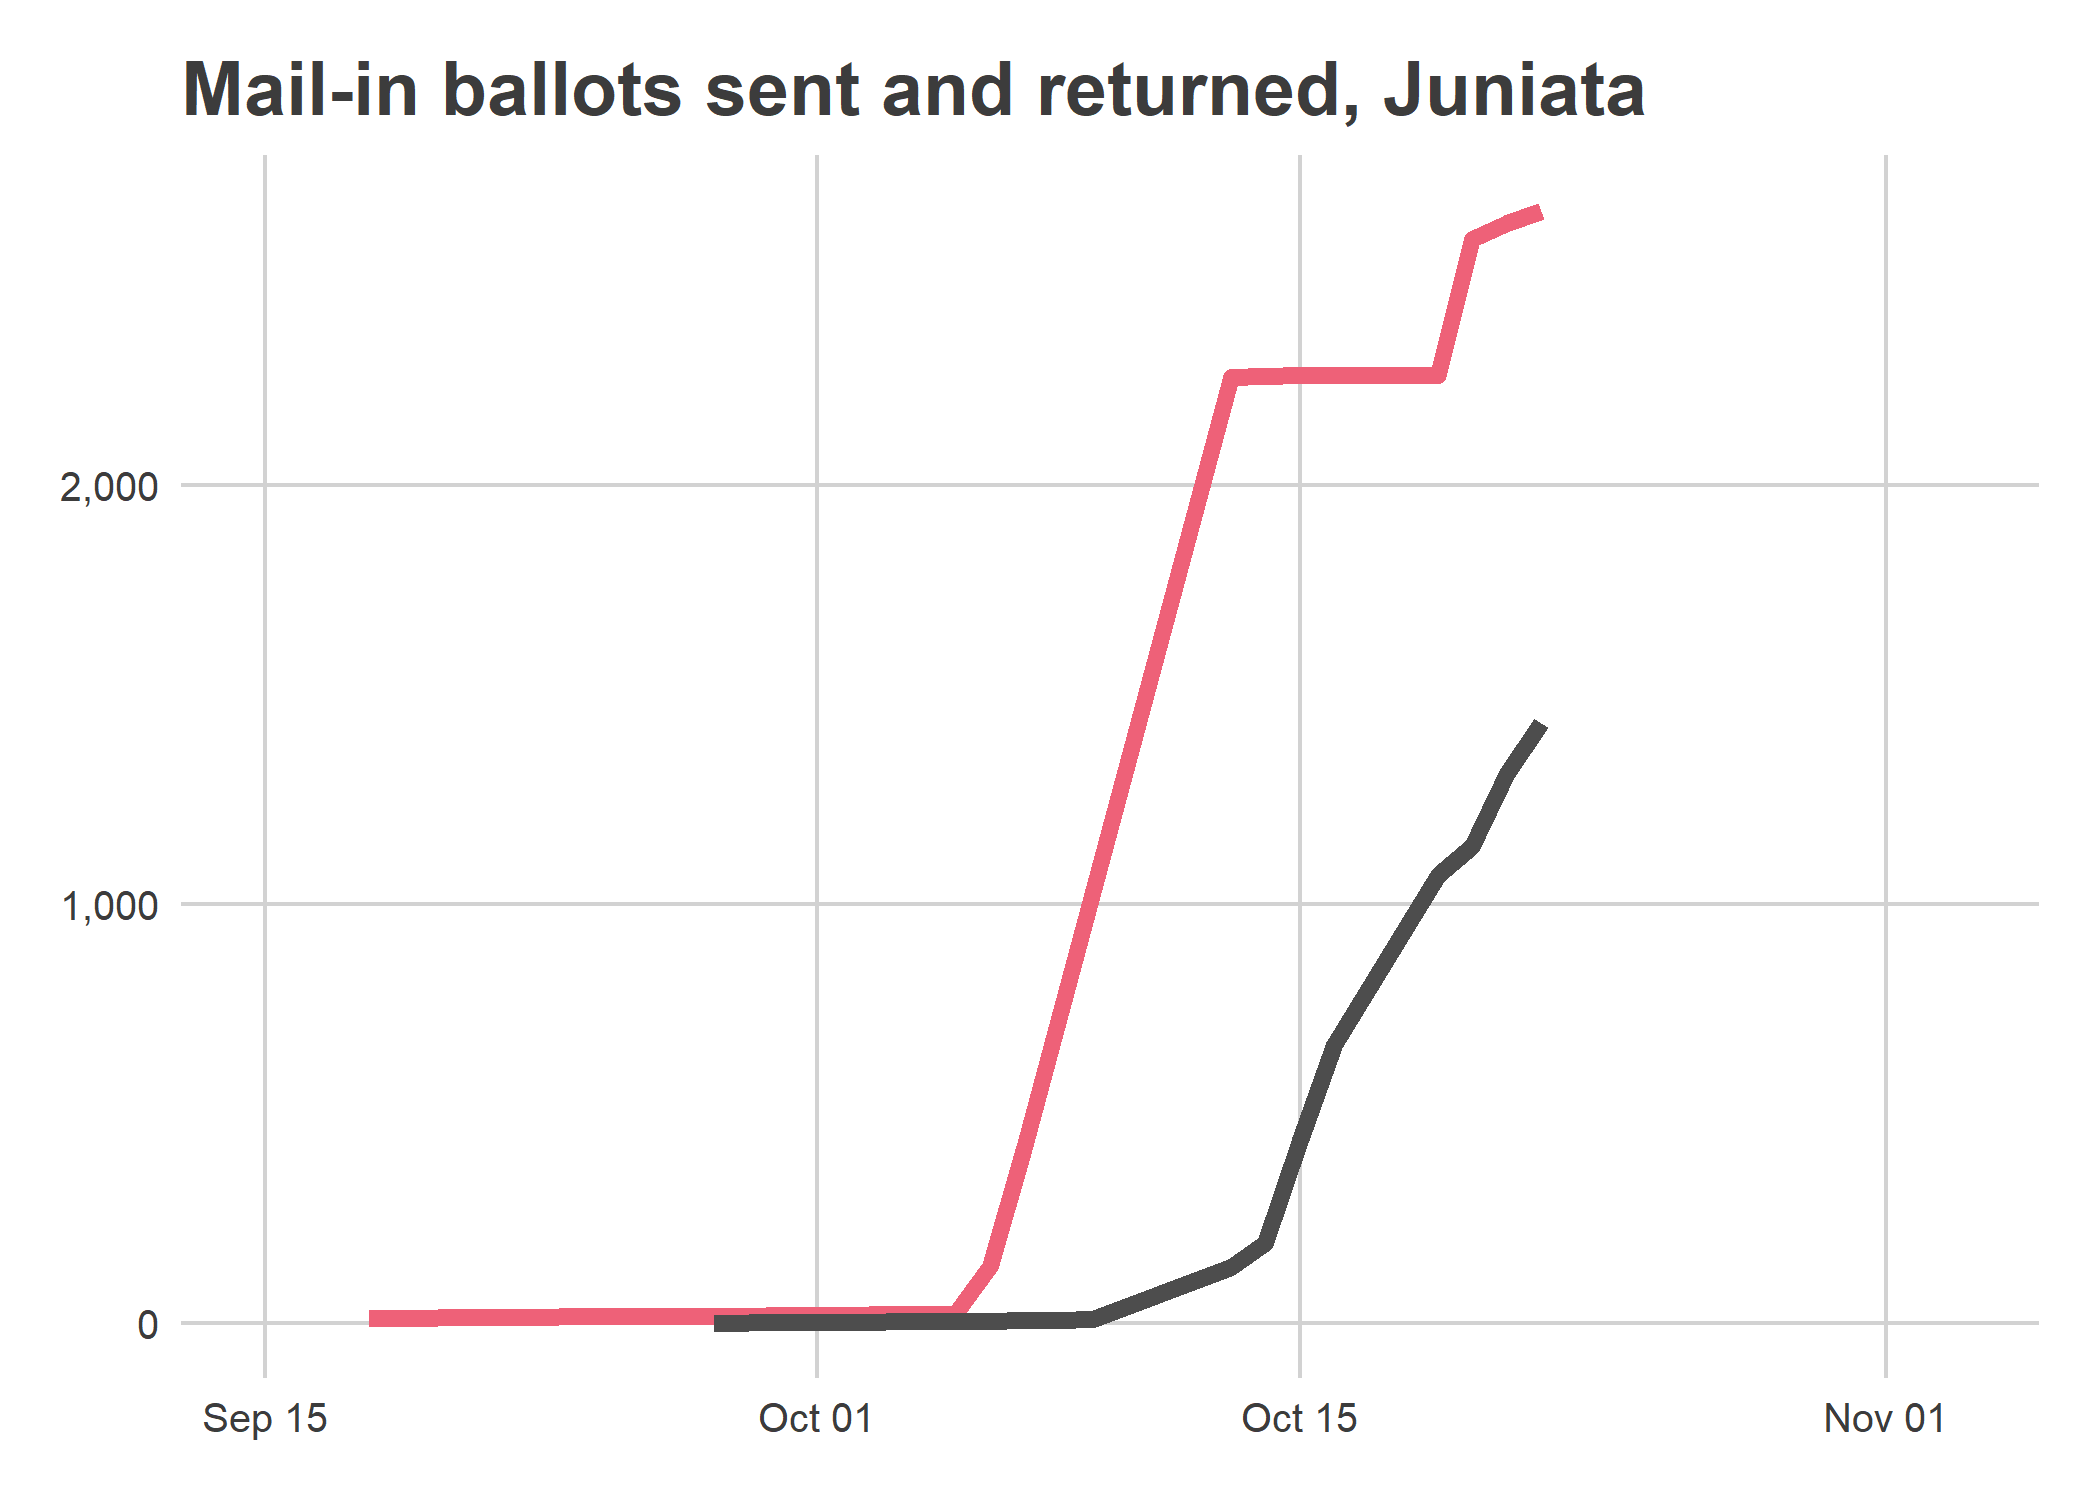 Mail-in ballots sent and returned, Juniata
2,000
1,000
0
Sep 15
Oct 01
Oct 15
Nov 01